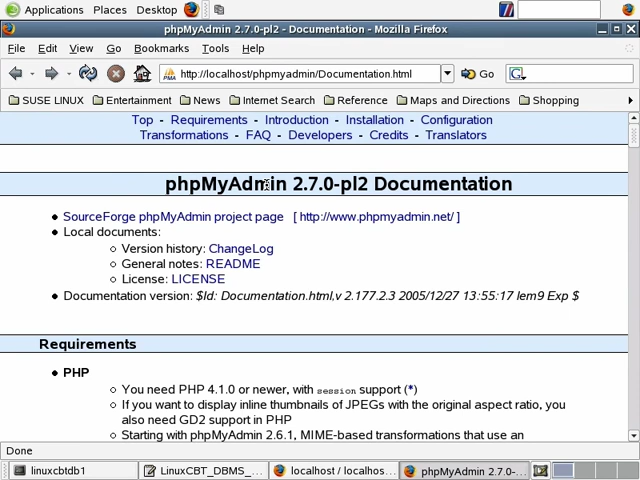 Applications Places Desktop
phpMyAdmin 2.7.0-pl2 - Documentation - Mozilla Firefox
File Edit View Go Bookmarks Tools Help
http://localhost/phpmyadmin/Documentation.html Go
SUSE LINUX Entertainment News Internet Search Reference Maps and Directions Shopping
Top - Requirements - Introduction - Installation - Configuration
Transformations - FAQ - Developers - Credits - Translators
phpMyAdmin 2.7.0-pl2 Documentation
SourceForge phpMyAdmin project page [ http://www.phpmyadmin.net/ ]
Local documents:
Version history: ChangeLog
General notes: README
License: LICENSE
Documentation version: $Id: Documentation.html,v 2.177.2.3 2005/12/27 13:55:17 lem9 Exp $
Requirements
PHP
You need PHP 4.1.0 or newer, with session support (*)
If you want to display inline thumbnails of JPEGs with the original aspect ratio, you
also need GD2 support in PHP
Starting with phpMyAdmin 2.6.1, MIME-based transformations that use an
Done
linuxcbtdb1 LinuxCBT_DBMS_... localhost / localhos... phpMyAdmin 2.7.0-...